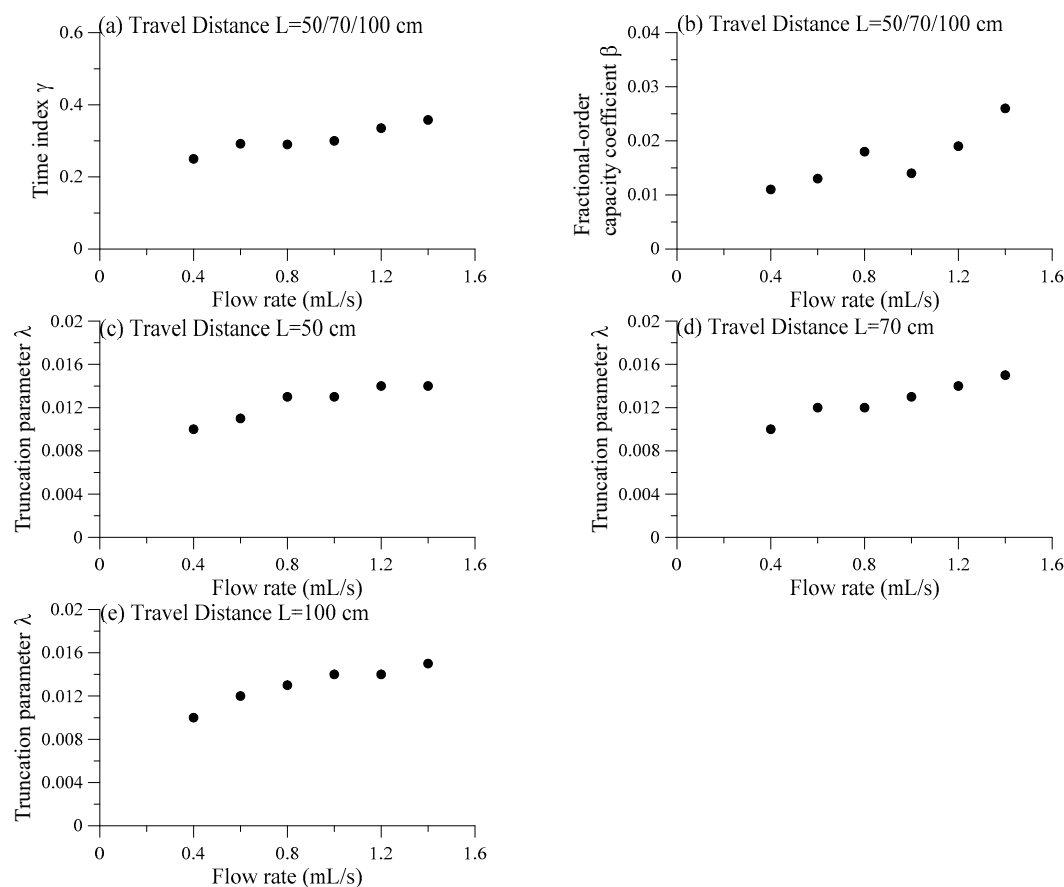 (a) Travel Distance L=50/70/100 cm
Time index γ
0.6
0.4
0.2
0
0 0.4 0.8 1.2 1.6
Flow rate (mL/s)
(b) Travel Distance L=50/70/100 cm
Fractional-order
capacity coefficient β
0.04
0.03
0.02
0.01
0
0 0.4 0.8 1.2 1.6
Flow rate (mL/s)
(c) Travel Distance L=50 cm
Truncation parameter λ
0.02
0.016
0.012
0.008
0.004
0
0 0.4 0.8 1.2 1.6
Flow rate (mL/s)
(d) Travel Distance L=70 cm
Truncation parameter λ
0.02
0.016
0.012
0.008
0.004
0
0 0.4 0.8 1.2 1.6
Flow rate (mL/s)
(e) Travel Distance L=100 cm
Truncation parameter λ
0.02
0.016
0.012
0.008
0.004
0
0 0.4 0.8 1.2 1.6
Flow rate (mL/s)